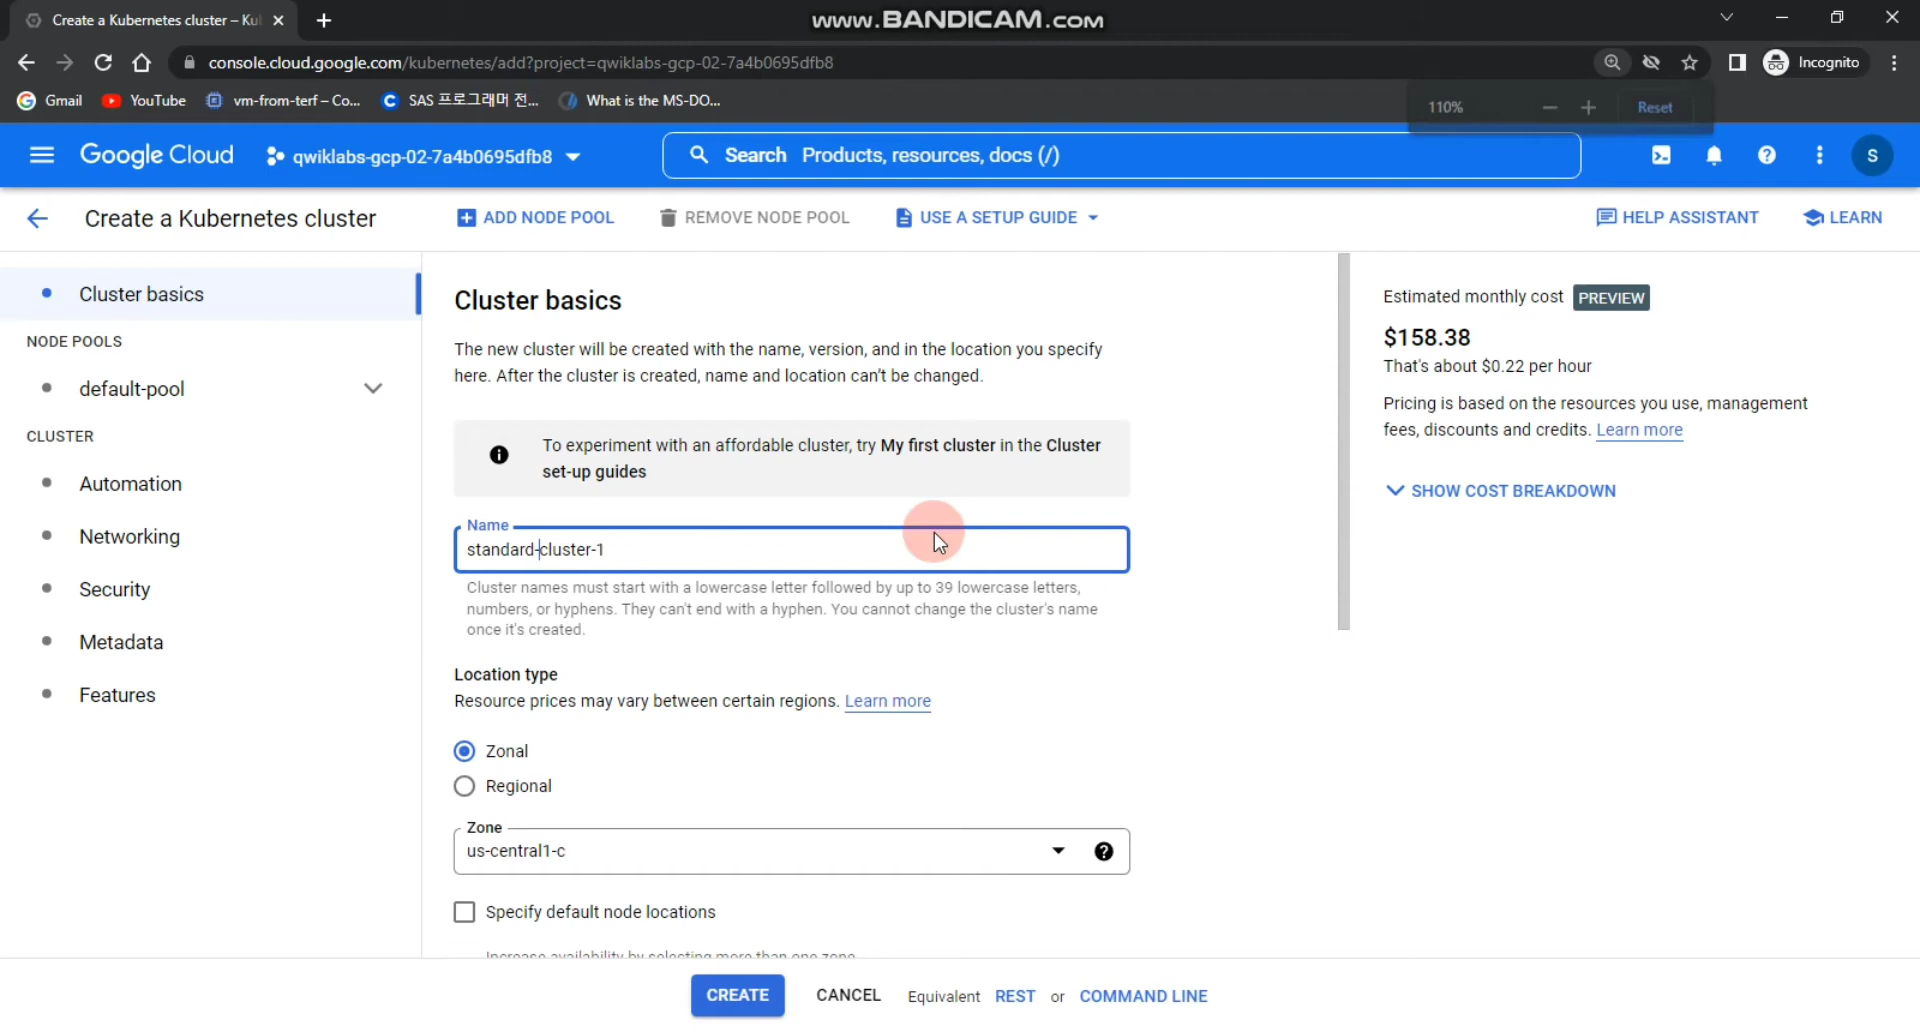 Create a Kubernetes cluster – Ku
www.BANDICAM.com
console.cloud.google.com/kubernetes/add?project=qwiklabs-gcp-02-7a4b0695dfb8
Incognito
Gmail
YouTube
vm-from-terf – Co...
SAS 프로그래머 전...
What is the MS-DO...
110%
Reset
Google Cloud
qwiklabs-gcp-02-7a4b0695dfb8
Search Products, resources, docs (/)
S
Create a Kubernetes cluster
ADD NODE POOL
REMOVE NODE POOL
USE A SETUP GUIDE
HELP ASSISTANT
LEARN
Cluster basics
NODE POOLS
default-pool
CLUSTER
Automation
Networking
Security
Metadata
Features
Cluster basics
The new cluster will be created with the name, version, and in the location you specify
here. After the cluster is created, name and location can't be changed.
To experiment with an affordable cluster, try My first cluster in the Cluster
set-up guides
Name
standard-cluster-1
Cluster names must start with a lowercase letter followed by up to 39 lowercase letters,
numbers, or hyphens. They can't end with a hyphen. You cannot change the cluster's name
once it's created.
Location type
Resource prices may vary between certain regions. Learn more
Zonal
Regional
Zone
us-central1-c
Specify default node locations
Increase availability by selecting more than one zone
Estimated monthly cost PREVIEW
$158.38
That's about $0.22 per hour
Pricing is based on the resources you use, management
fees, discounts and credits. Learn more
SHOW COST BREAKDOWN
CREATE
CANCEL
Equivalent REST or COMMAND LINE